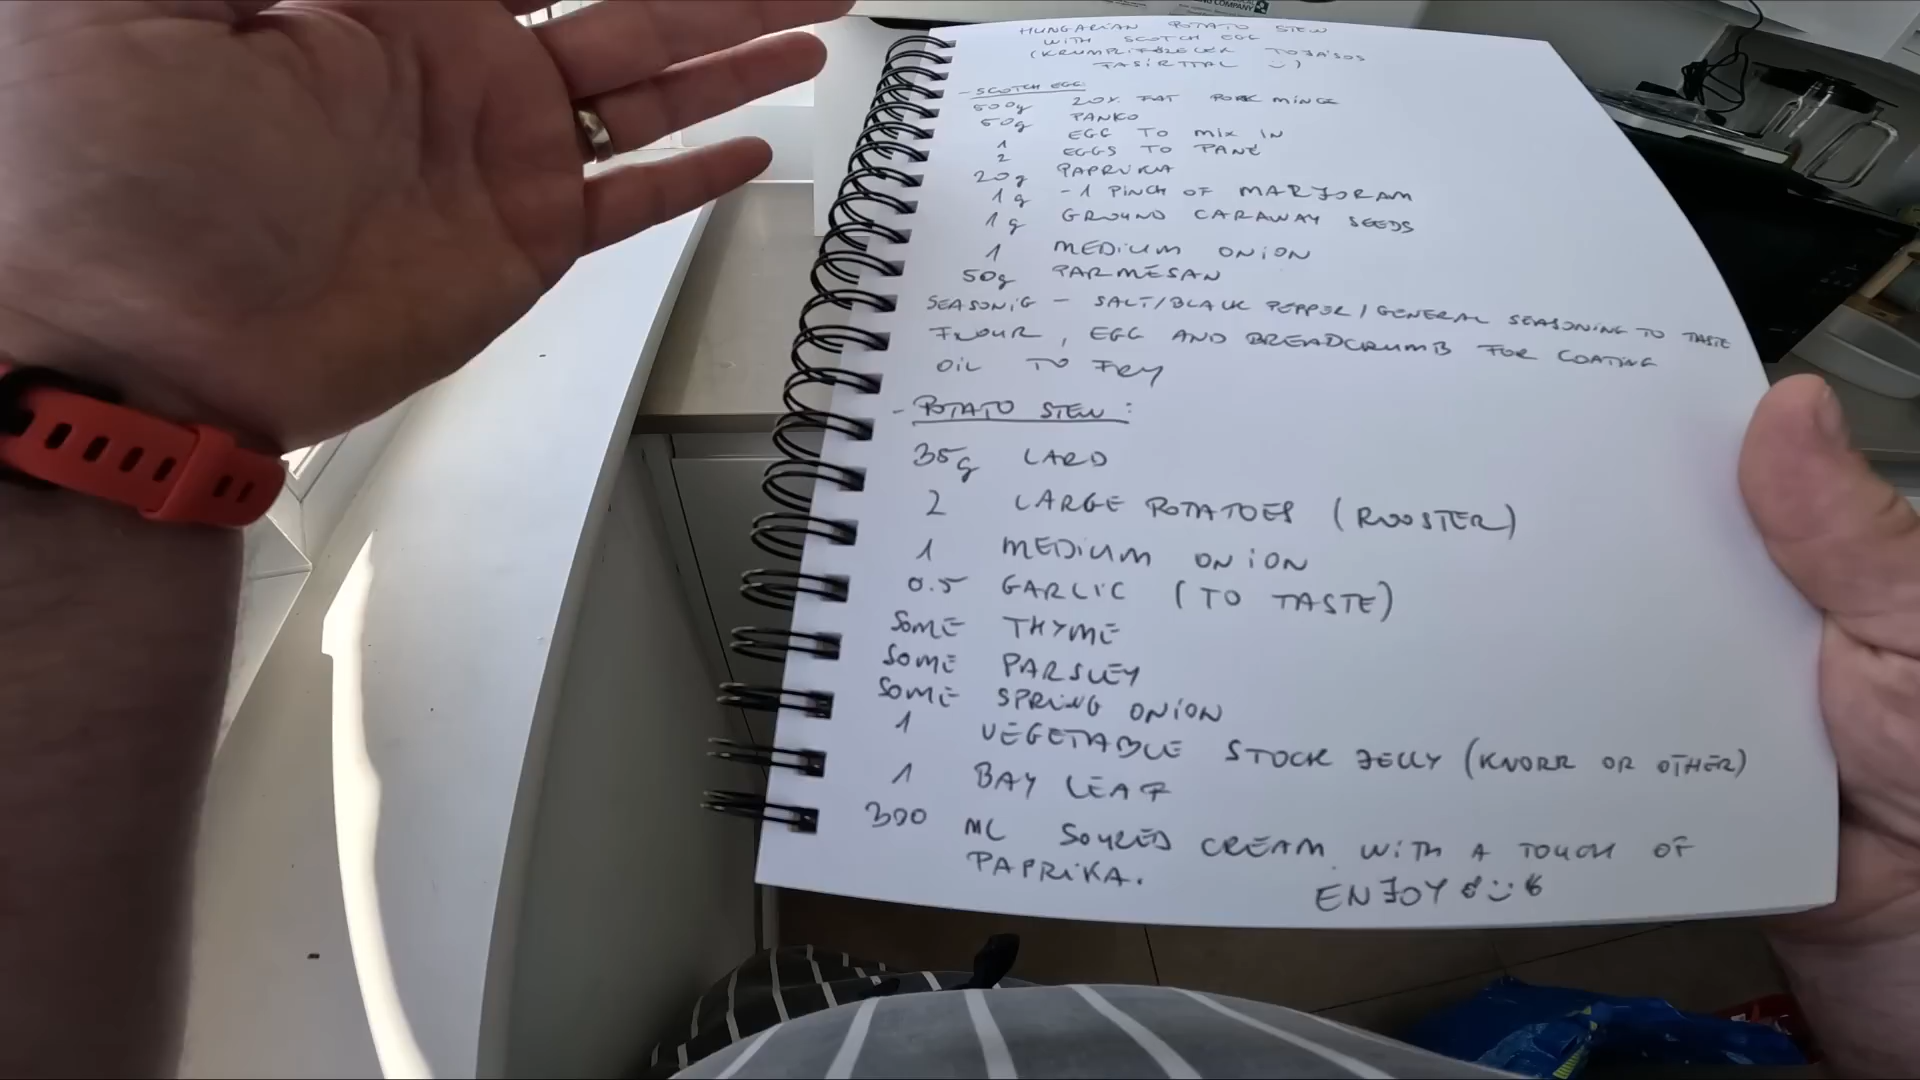 COMPANY
HUNGARIAN POTATO STEW
WITH SCOTCH EGG
(KRUMPLIFŐZELÉK TOJÁSOS
FASIRTTAL :)
- SCOTCH EGG:
500g 20% FAT PORK MINCE
50g PANKO
1 EGG TO MIX IN
2 EGGS TO PANÉ
20g PAPRIKA
1g - 1 PINCH OF MARJORAM
1g GROUND CARAWAY SEEDS
1 MEDIUM ONION
50g PARMESAN
SEASONIG - SALT/BLACK PEPPER/GENERAL SEASONING TO TASTE
FLOUR, EGG AND BREADCRUMB FOR COATING
OIL TO FRY
- POTATO STEW:
35g LARD
2 LARGE POTATOES (ROOSTER)
1 MEDIUM ONION
0.5 GARLIC (TO TASTE)
SOME THYME
SOME PARSLEY
SOME SPRING ONION
1 VEGETABLE STOCK JELLY (KNORR OR OTHER)
1 BAY LEAF
300 ML SOURED CREAM WITH A TOUCH OF
PAPRIKA.
ENJOY